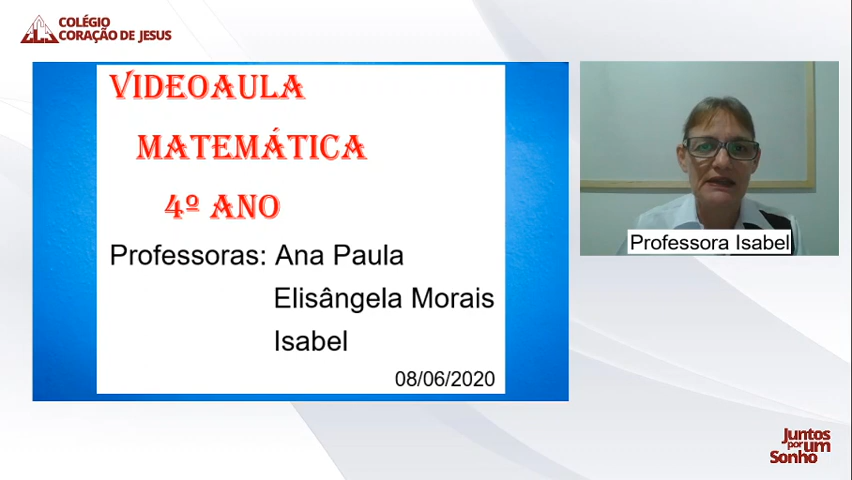 COLÉGIO
CORAÇÃO DE JESUS
VIDEOAULA
MATEMÁTICA
4º ANO
Professoras: Ana Paula
Elisângela Morais
Isabel
08/06/2020
Professora Isabel
Juntos
por um
Sonho